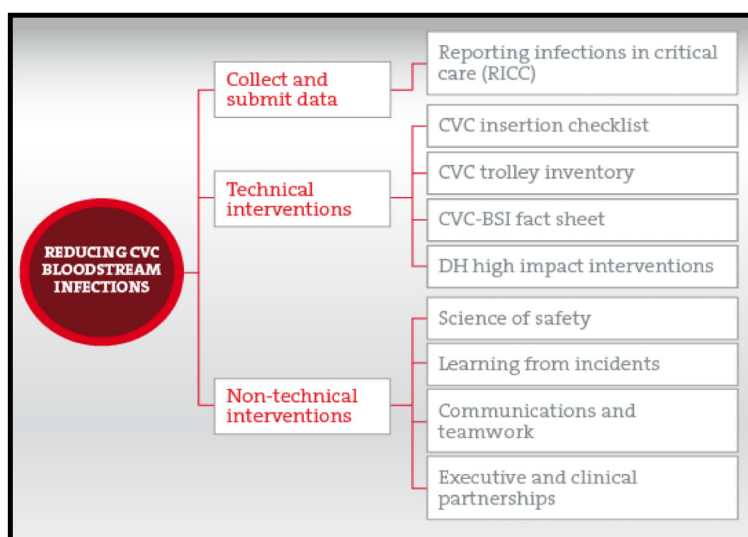 REDUCING CVC
BLOODSTREAM
INFECTIONS
Collect and
submit data
Reporting infections in critical
care (RICC)
Technical
interventions
CVC insertion checklist
CVC trolley inventory
CVC-BSI fact sheet
DH high impact interventions
Non-technical
interventions
Science of safety
Learning from incidents
Communications and
teamwork
Executive and clinical
partnerships